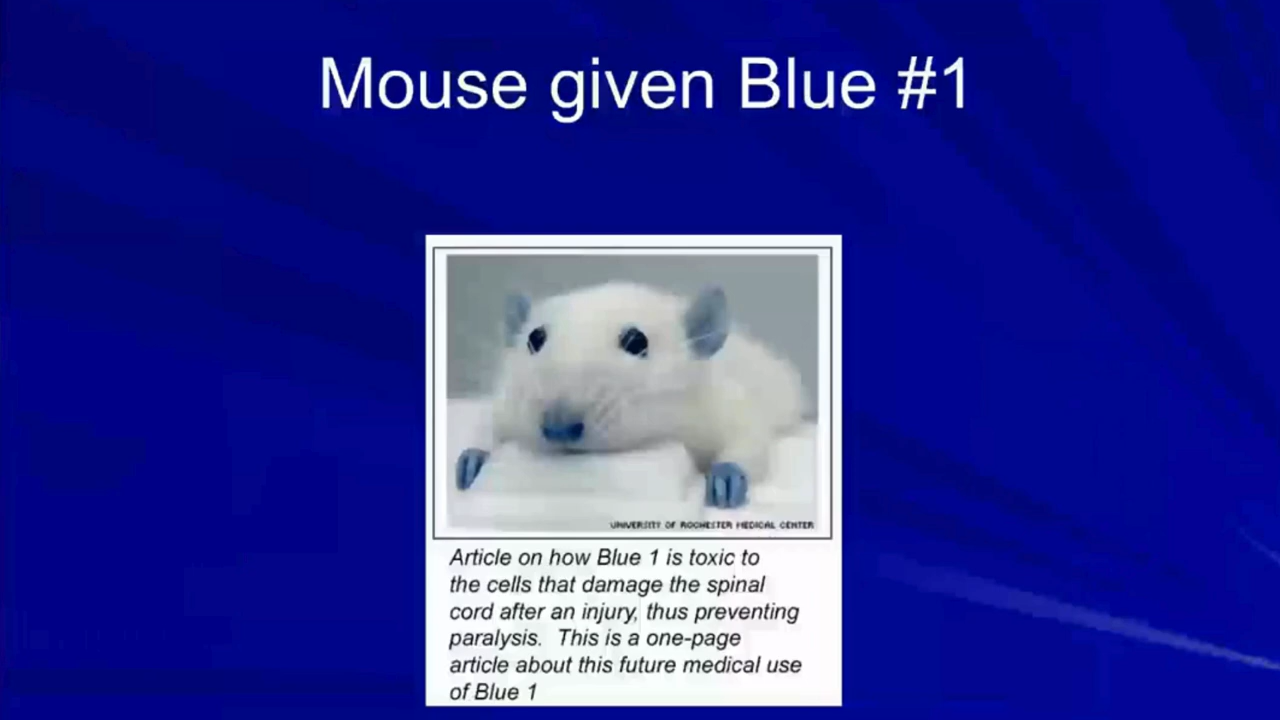 Mouse given Blue #1
UNIVERSITY OF ROCHESTER MEDICAL CENTER
Article on how Blue 1 is toxic to
the cells that damage the spinal
cord after an injury, thus preventing
paralysis.  This is a one-page
article about this future medical use
of Blue 1